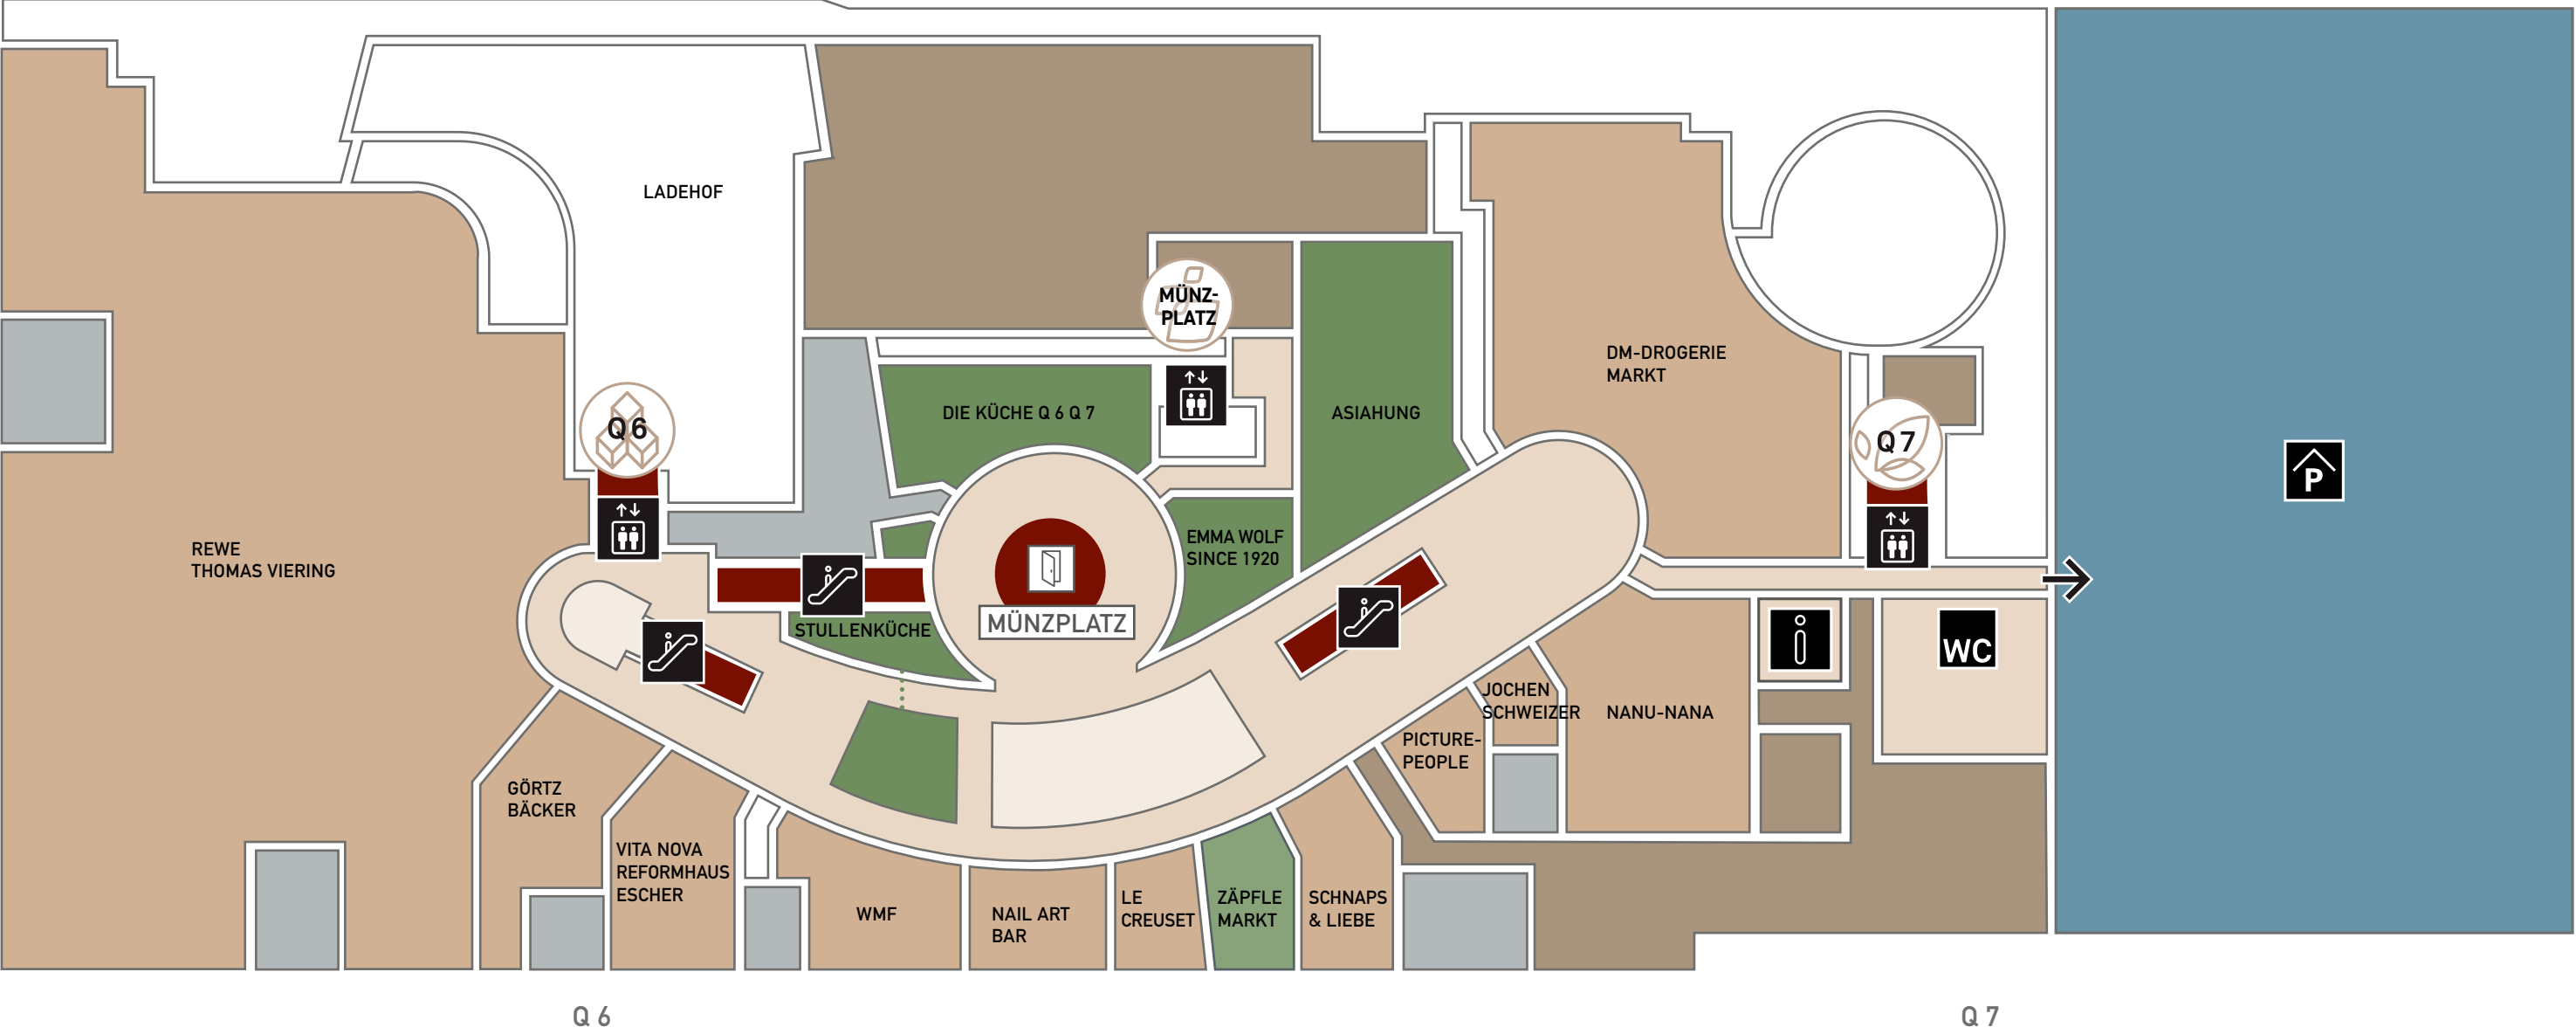 LADEHOF
MÜNZ-
PLATZ
DM-DROGERIE
MARKT
DIE KÜCHE Q 6 Q 7
ASIAHUNG
Q 6
Q 7
P
REWE
THOMAS VIERING
EMMA WOLF
SINCE 1920
MÜNZPLATZ
STULLENKÜCHE
WC
JOCHEN
SCHWEIZER
NANU-NANA
PICTURE-
PEOPLE
GÖRTZ
BÄCKER
VITA NOVA
REFORMHAUS
ESCHER
WMF
NAIL ART
BAR
LE
CREUSET
ZÄPFLE
MARKT
SCHNAPS
& LIEBE
Q 6
Q 7